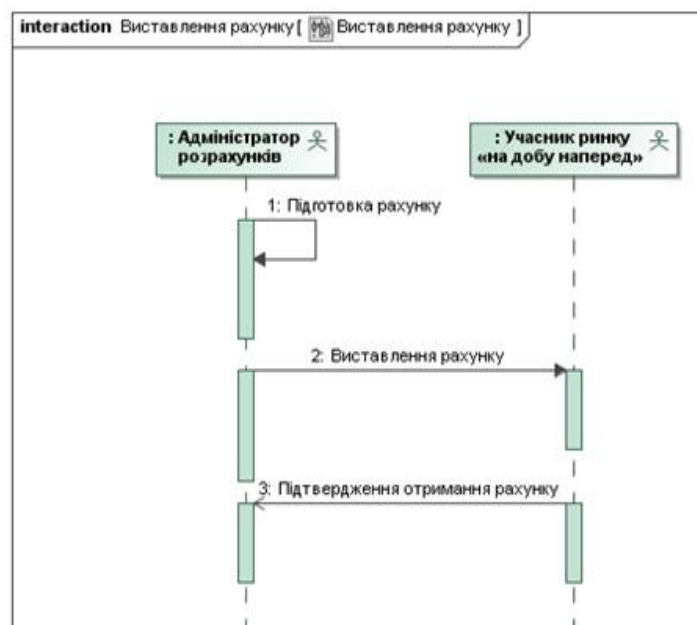 interaction Виставлення рахунку [ Виставлення рахунку ]
: Адміністратор
розрахунків
: Учасник ринку
«на добу наперед»
1: Підготовка рахунку
2: Виставлення рахунку
3: Підтвердження отримання рахунку